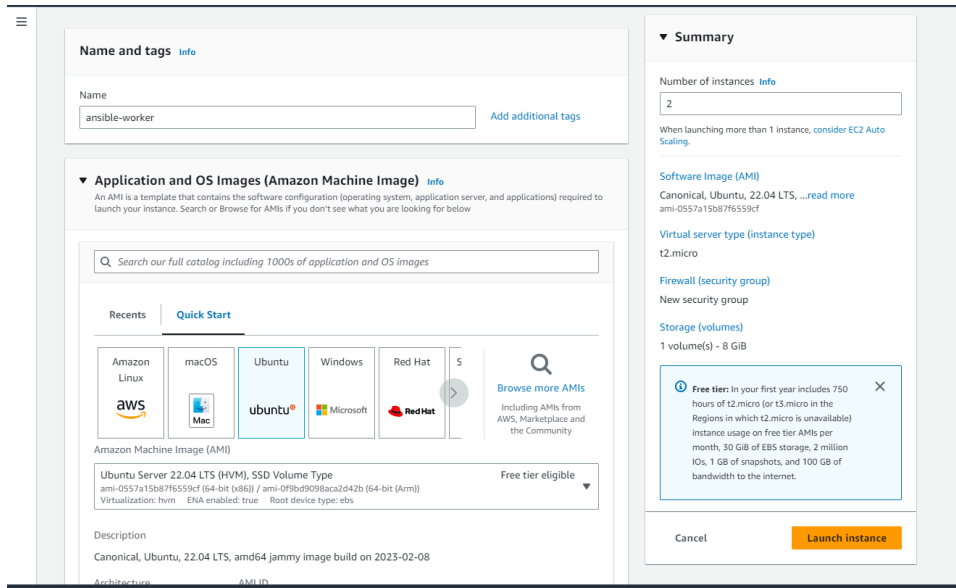 Name and tags Info
Name
ansible-worker
Add additional tags
Application and OS Images (Amazon Machine Image) Info
An AMI is a template that contains the software configuration (operating system, application server, and applications) required to
launch your instance. Search or Browse for AMIs if you don't see what you are looking for below
Search our full catalog including 1000s of application and OS images
Recents
Quick Start
Amazon
Linux
aws
macOS
Mac
Ubuntu
ubuntu
Windows
Microsoft
Red Hat
Red Hat
S
Browse more AMIs
Including AMIs from
AWS, Marketplace and
the Community
Amazon Machine Image (AMI)
Ubuntu Server 22.04 LTS (HVM), SSD Volume Type
Free tier eligible
ami-0557a15b87f6559cf (64-bit (x86)) / ami-0f9bd9098aca2d42b (64-bit (Arm))
Virtualization: hvm ENA enabled: true Root device type: ebs
Description
Canonical, Ubuntu, 22.04 LTS, amd64 jammy image build on 2023-02-08
Architecture
AMI ID
Summary
Number of instances Info
2
When launching more than 1 instance, consider EC2 Auto
Scaling.
Software Image (AMI)
Canonical, Ubuntu, 22.04 LTS, ...read more
ami-0557a15b87f6559cf
Virtual server type (instance type)
t2.micro
Firewall (security group)
New security group
Storage (volumes)
1 volume(s) - 8 GiB
Free tier: In your first year includes 750
hours of t2.micro (or t3.micro in the
Regions in which t2.micro is unavailable)
instance usage on free tier AMIs per
month, 30 GiB of EBS storage, 2 million
IOs, 1 GB of snapshots, and 100 GB of
bandwidth to the internet.
Cancel
Launch instance